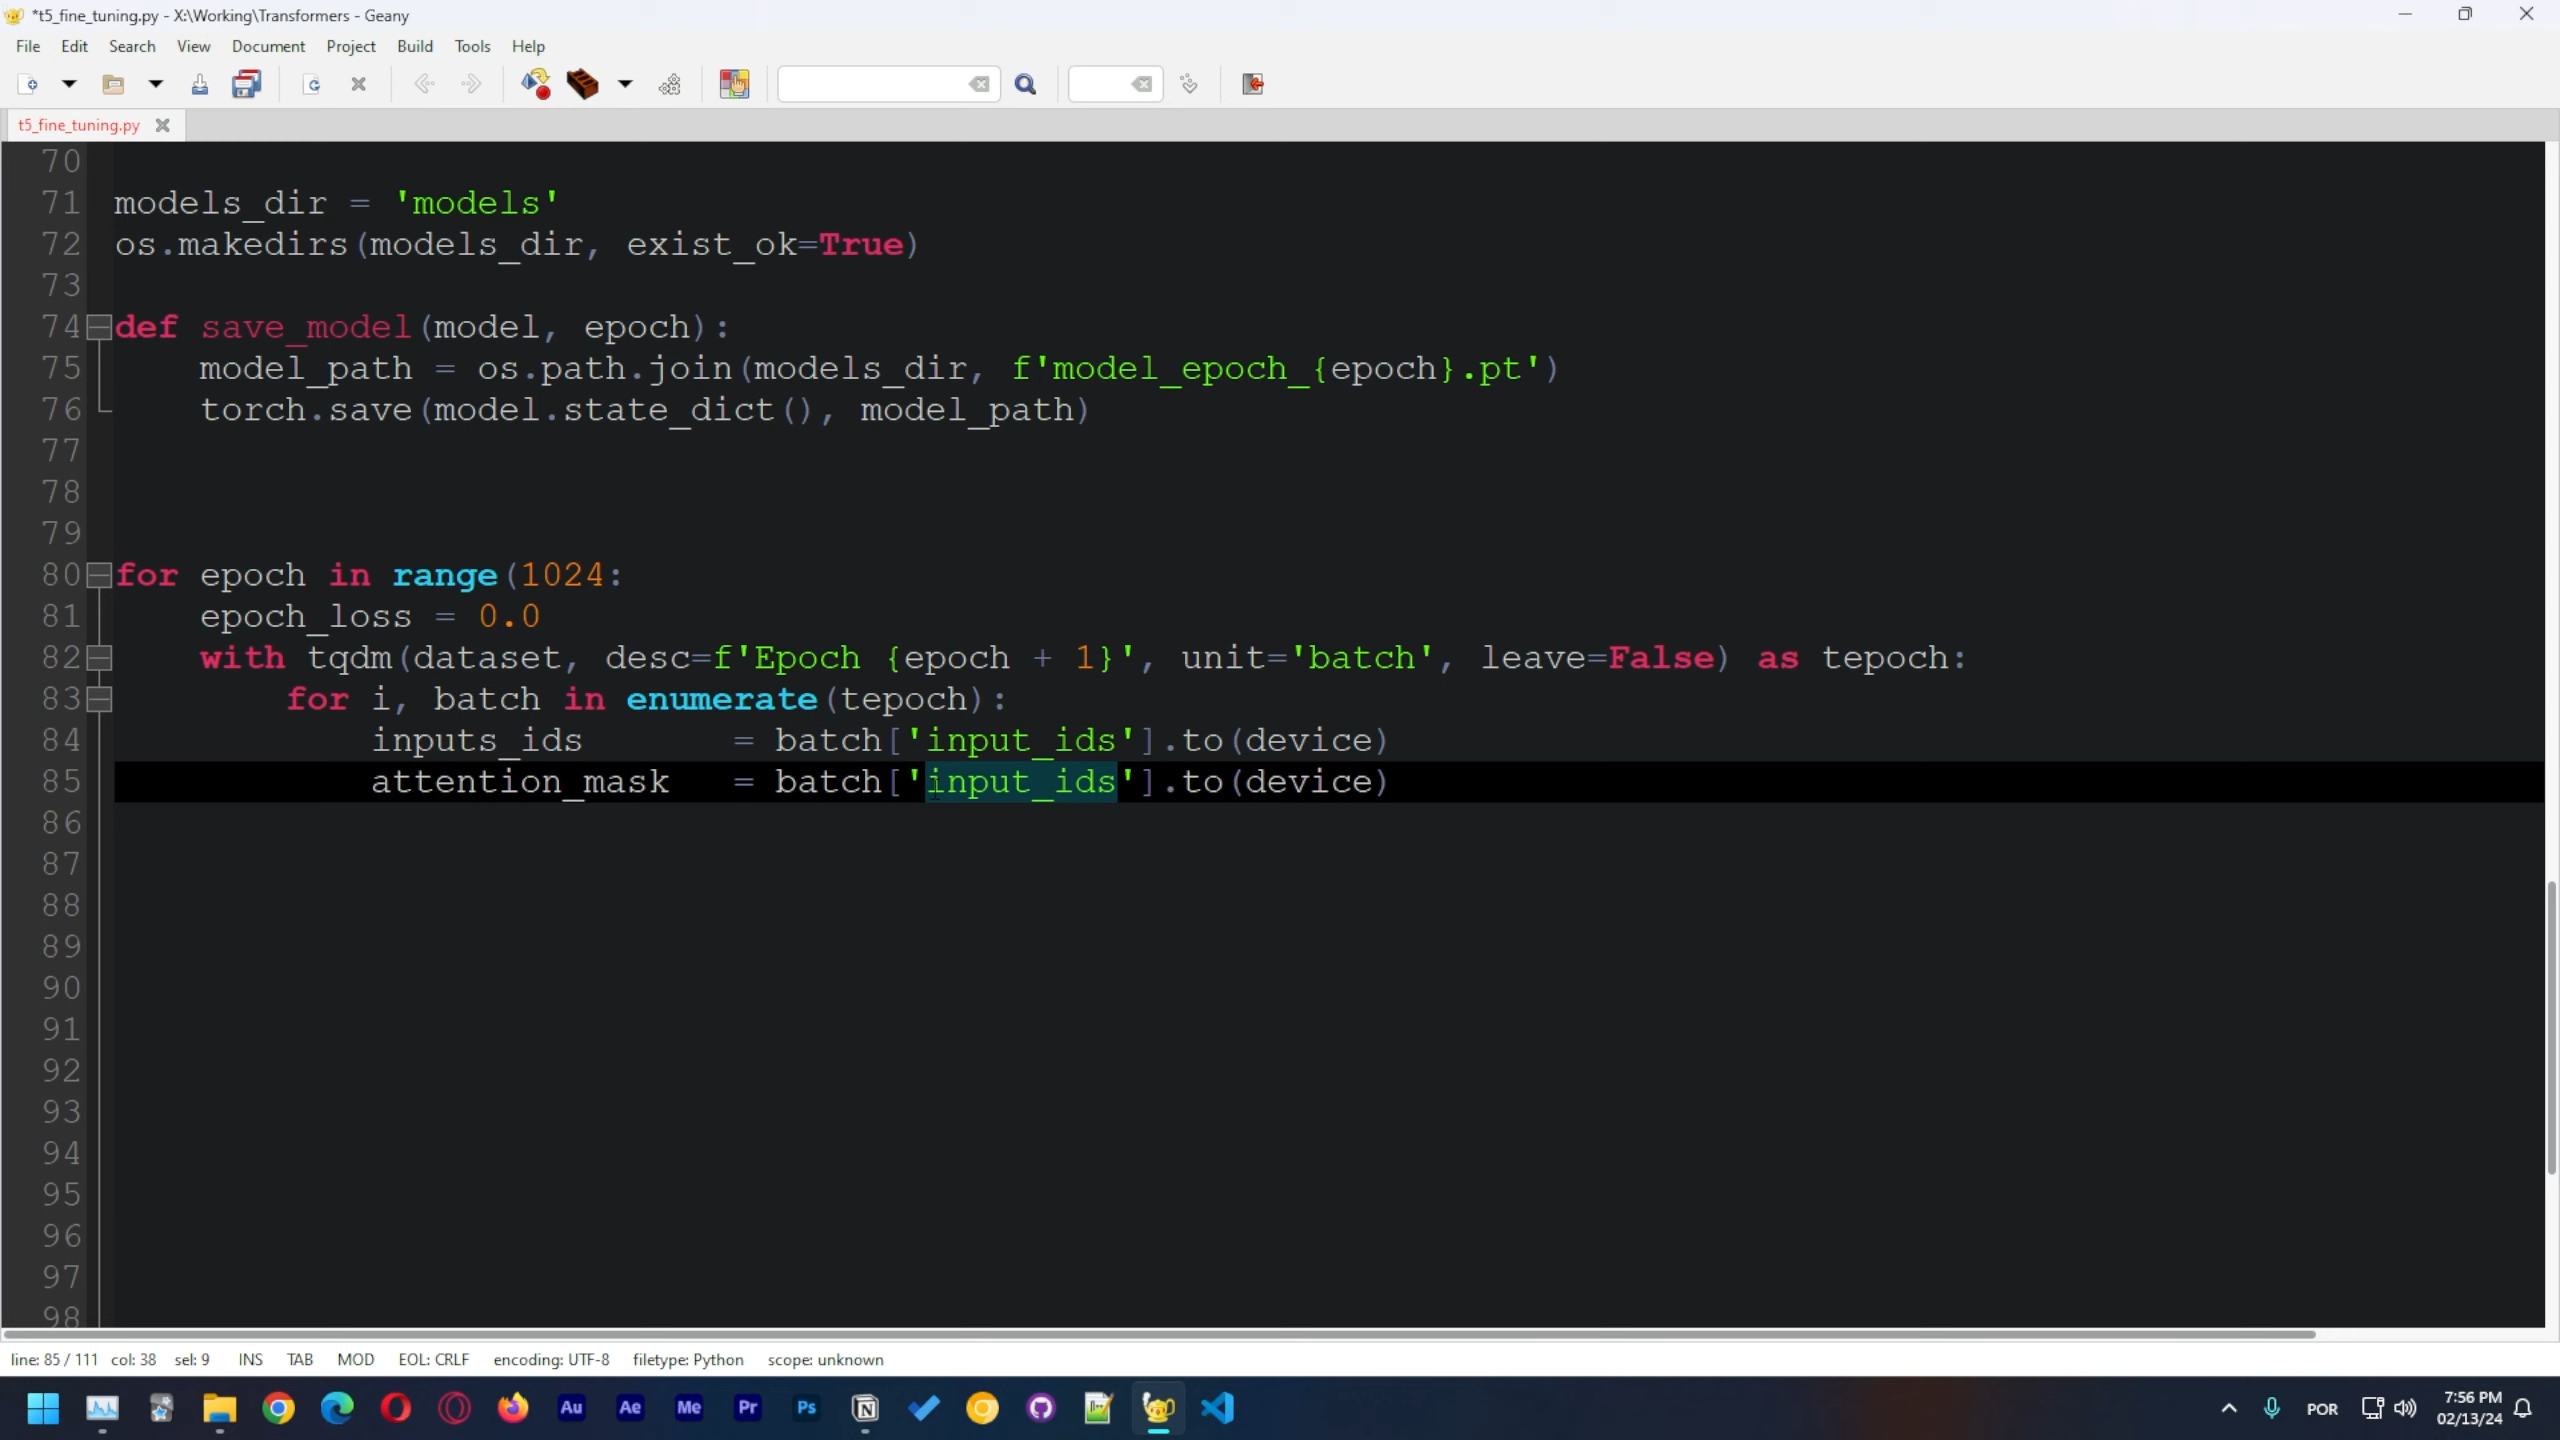 *t5_fine_tuning.py - X:\Working\Transformers - Geany
File Edit Search View Document Project Build Tools Help
t5_fine_tuning.py
70
71 models_dir = 'models'
72 os.makedirs(models_dir, exist_ok=True)
73
74 def save_model(model, epoch):
75     model_path = os.path.join(models_dir, f'model_epoch_{epoch}.pt')
76     torch.save(model.state_dict(), model_path)
77
78
79
80 for epoch in range(1024:
81     epoch_loss = 0.0
82     with tqdm(dataset, desc=f'Epoch {epoch + 1}', unit='batch', leave=False) as tepoch:
83         for i, batch in enumerate(tepoch):
84             inputs_ids       = batch['input_ids'].to(device)
85             attention_mask   = batch['input_ids'].to(device)
86
87
88
89
90
91
92
93
94
95
96
97
98
line: 85 / 111 col: 38 sel: 9 INS TAB MOD EOL: CRLF encoding: UTF-8 filetype: Python scope: unknown
Au Ae Me Pr Ps N POR 7:56 PM
02/13/24